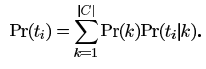 Pr(t_i) = \sum_{k=1}^{|C|} Pr(k)Pr(t_i|k).